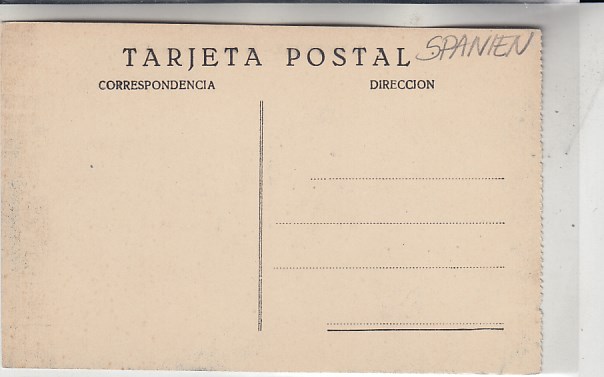 TARJETA POSTAL SPANIEN
CORRESPONDENCIA DIRECCION